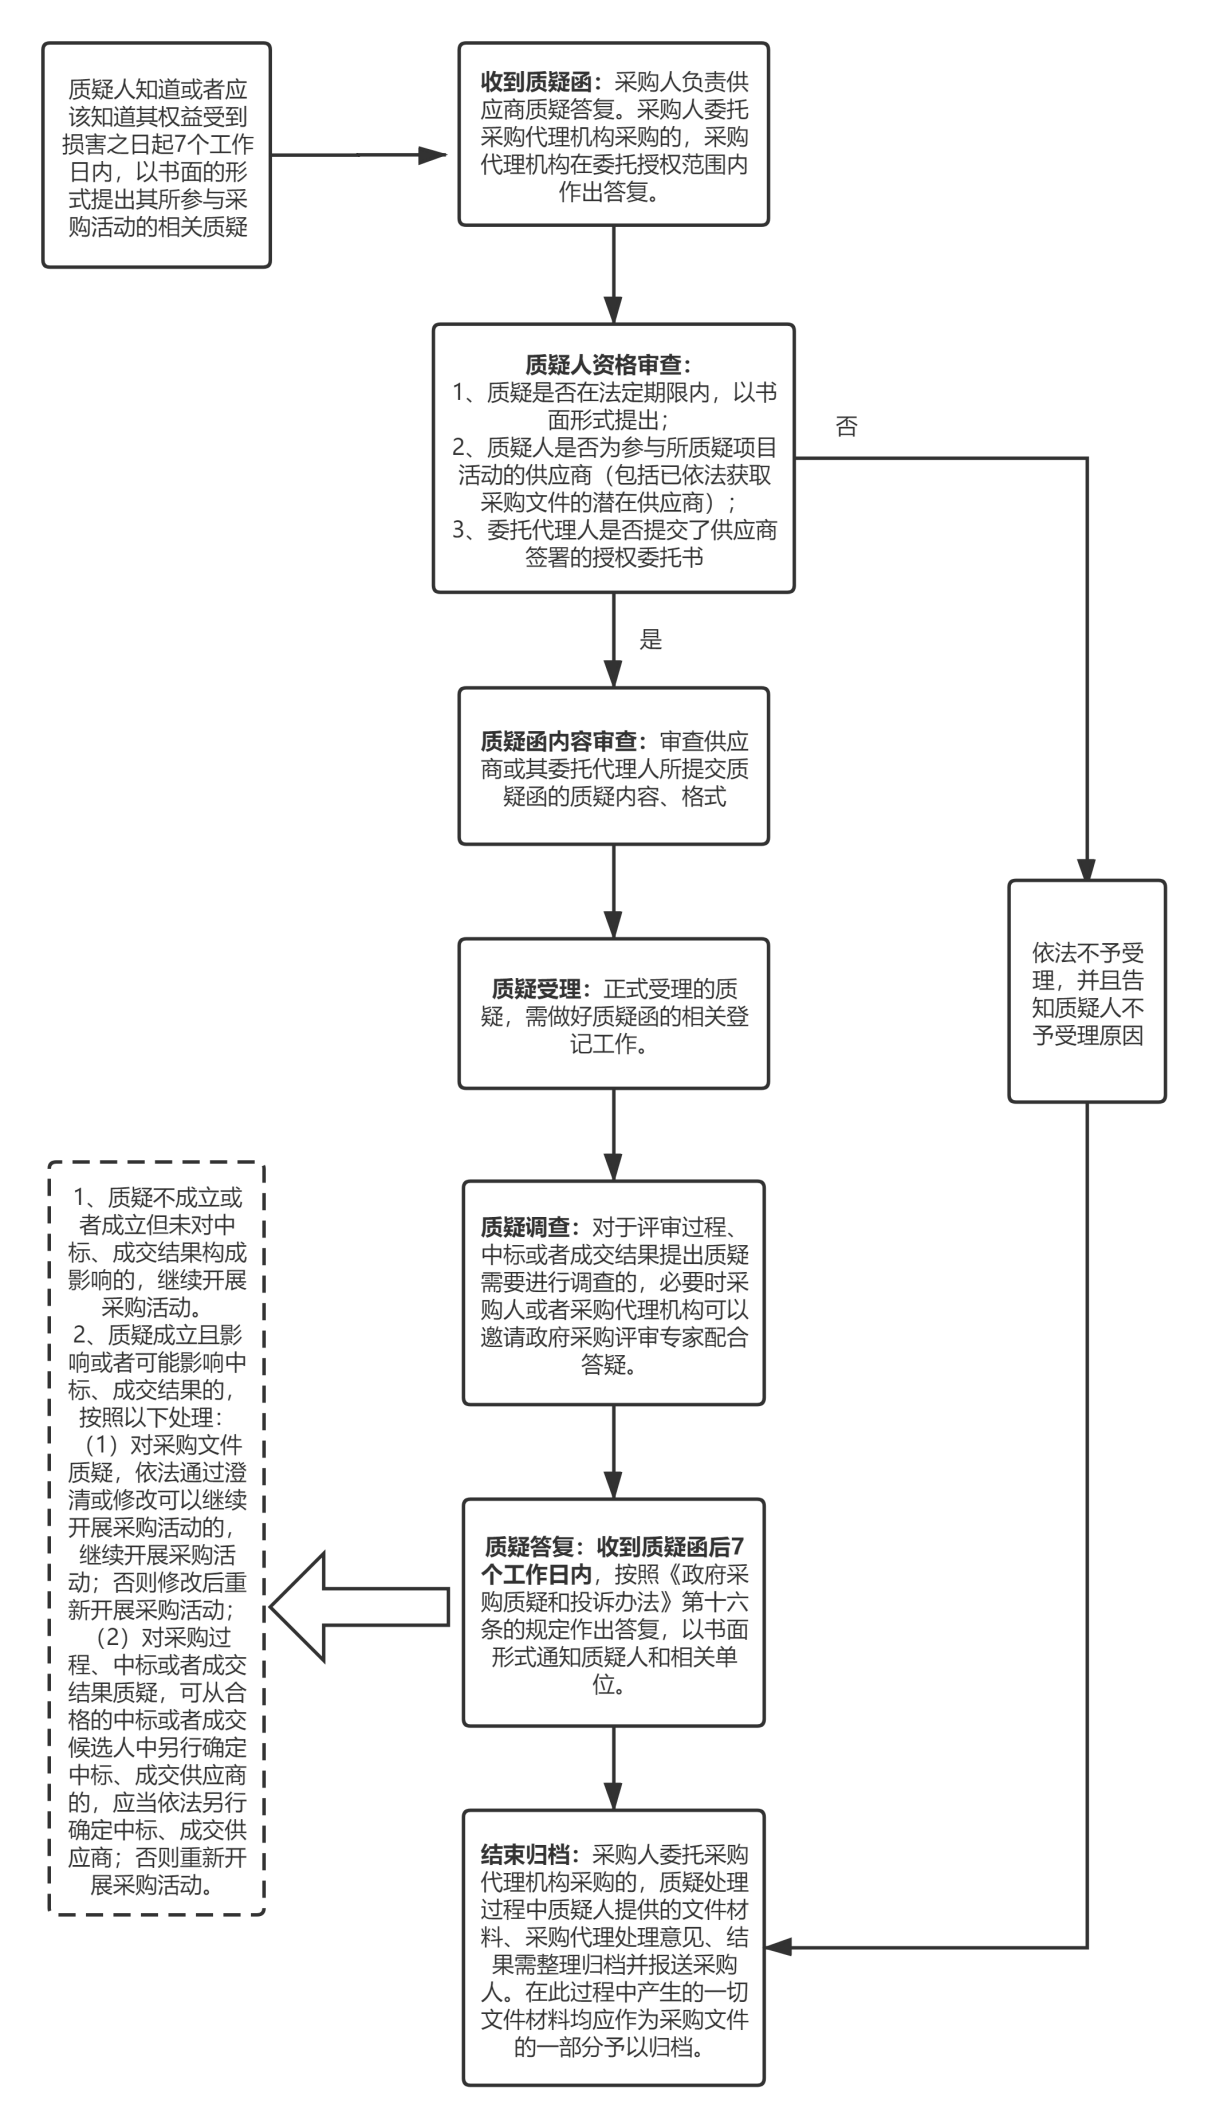 质疑人知道或者应
该知道其权益受到
损害之日起7个工作
日内，以书面的形
式提出其所参与采
购活动的相关质疑
收到质疑函：采购人负责供
应商质疑答复。采购人委托
采购代理机构采购的，采购
代理机构在委托授权范围内
作出答复。
质疑人资格审查：
1、质疑是否在法定期限内，以书
面形式提出；
2、质疑人是否为参与所质疑项目
活动的供应商（包括已依法获取
采购文件的潜在供应商）；
3、委托代理人是否提交了供应商
签署的授权委托书
否
是
质疑函内容审查：审查供应
商或其委托代理人所提交质
疑函的质疑内容、格式
质疑受理：正式受理的质
疑，需做好质疑函的相关登
记工作。
依法不予受
理，并且告
知质疑人不
予受理原因
质疑调查：对于评审过程、
中标或者成交结果提出质疑
需要进行调查的，必要时采
购人或者采购代理机构可以
邀请政府采购评审专家配合
答疑。
质疑答复：收到质疑函后7
个工作日内，按照《政府采
购质疑和投诉办法》第十六
条的规定作出答复，以书面
形式通知质疑人和相关单
位。
1、质疑不成立或
者成立但未对中
标、成交结果构成
影响的，继续开展
采购活动。
2、质疑成立且影
响或者可能影响中
标、成交结果的，
按照以下处理：
（1）对采购文件
质疑，依法通过澄
清或修改可以继续
开展采购活动的，
继续开展采购活
动；否则修改后重
新开展采购活动；
（2）对采购过
程、中标或者成交
结果质疑，可从合
格的中标或者成交
候选人中另行确定
中标、成交供应商
的，应当依法另行
确定中标、成交供
应商；否则重新开
展采购活动。
结束归档：采购人委托采购
代理机构采购的，质疑处理
过程中质疑人提供的文件材
料、采购代理处理意见、结
果需整理归档并报送采购
人。在此过程中产生的一切
文件材料均应作为采购文件
的一部分予以归档。